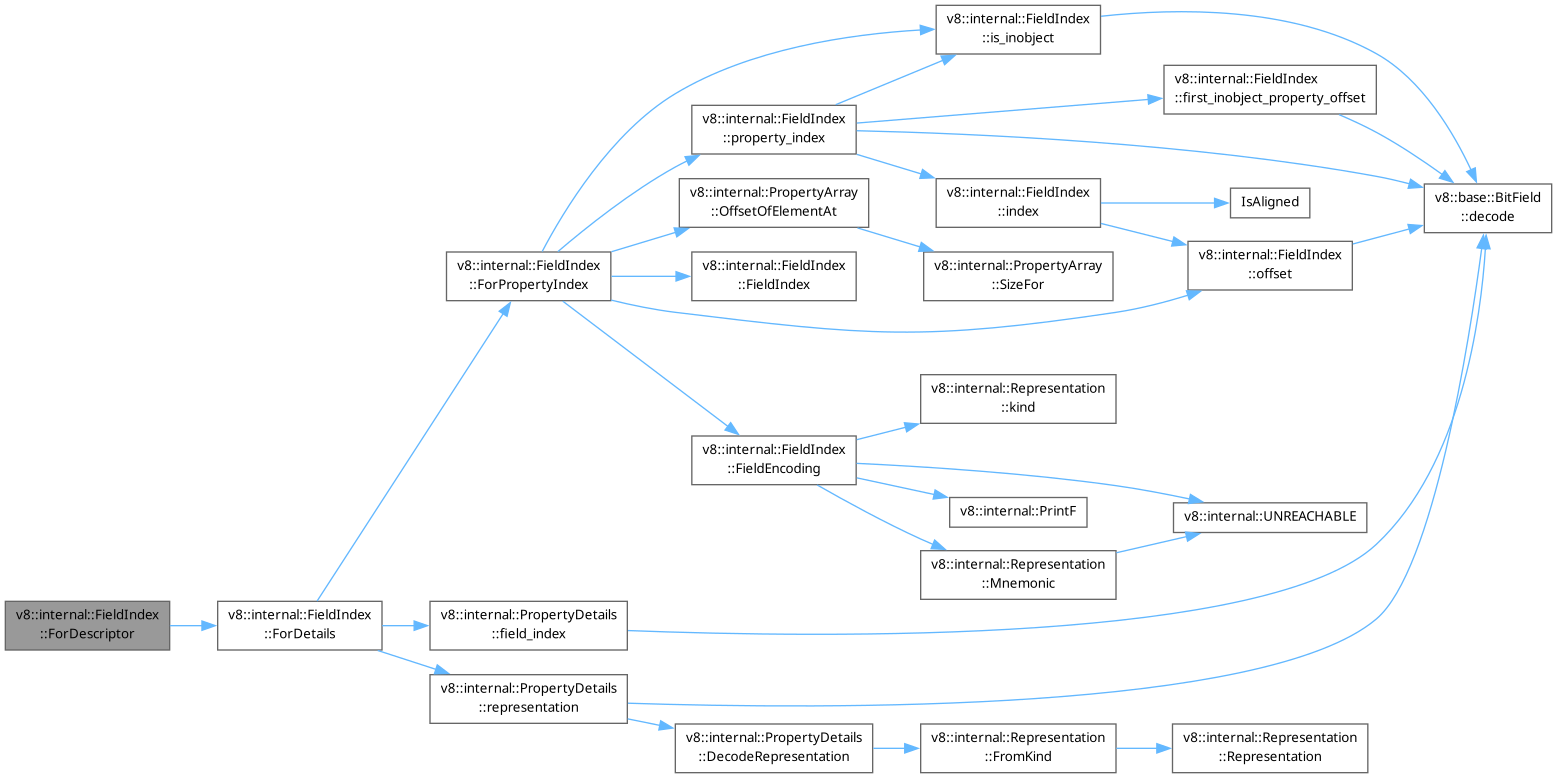 v8::internal::FieldIndex
::is_inobject
v8::internal::FieldIndex
::first_inobject_property_offset
v8::internal::FieldIndex
::property_index
v8::internal::PropertyArray
::OffsetOfElementAt
v8::internal::FieldIndex
::index
IsAligned
v8::base::BitField
::decode
v8::internal::FieldIndex
::ForPropertyIndex
v8::internal::FieldIndex
::FieldIndex
v8::internal::PropertyArray
::SizeFor
v8::internal::FieldIndex
::offset
v8::internal::Representation
::kind
v8::internal::FieldIndex
::FieldEncoding
v8::internal::PrintF
v8::internal::UNREACHABLE
v8::internal::Representation
::Mnemonic
v8::internal::FieldIndex
::ForDescriptor
v8::internal::FieldIndex
::ForDetails
v8::internal::PropertyDetails
::field_index
v8::internal::PropertyDetails
::representation
v8::internal::PropertyDetails
::DecodeRepresentation
v8::internal::Representation
::FromKind
v8::internal::Representation
::Representation